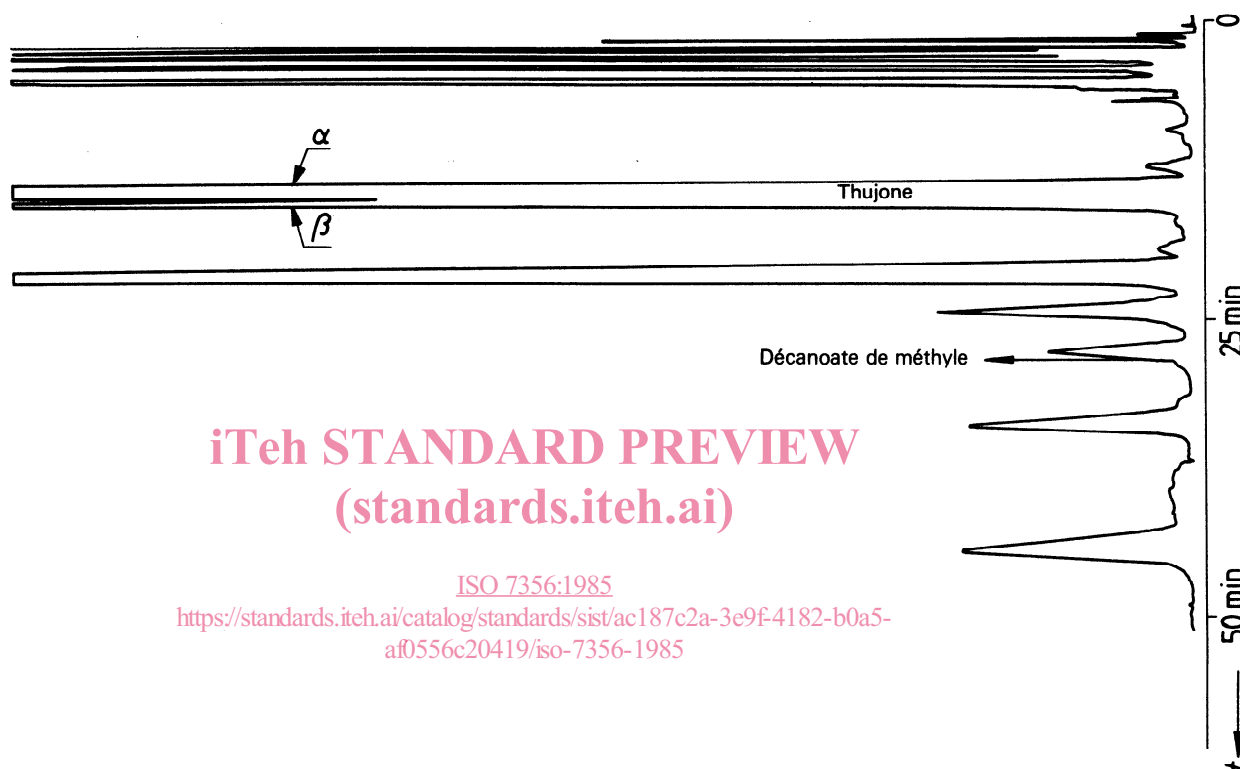 0
α
Thujone
β
25 min
Décanoate de méthyle
iTeh STANDARD PREVIEW
(standards.iteh.ai)
ISO 7356:1985
https://standards.iteh.ai/catalog/standards/sist/ac187c2a-3e9f-4182-b0a5-
af0556c20419/iso-7356-1985
50 min
t